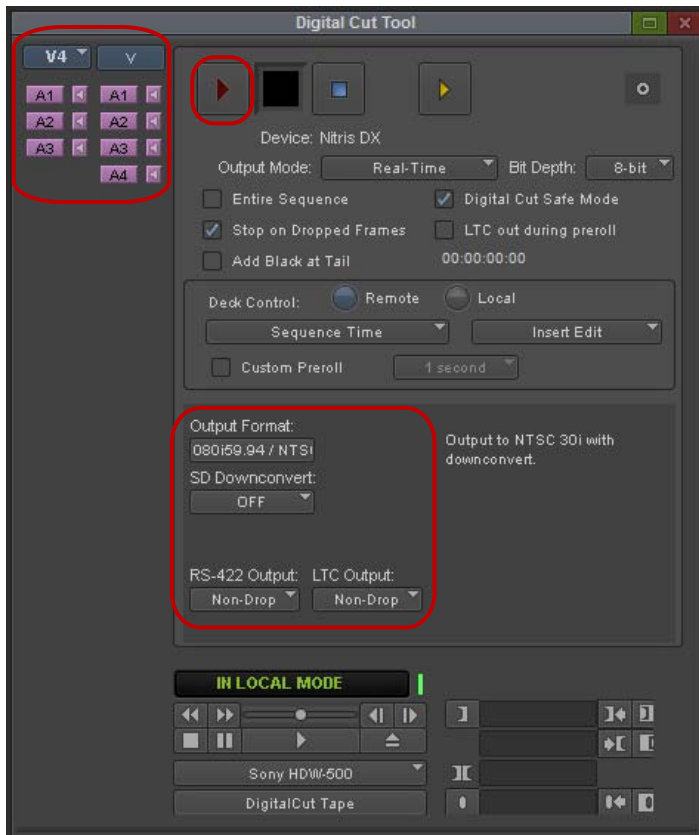 Digital Cut Tool
V4 V
A1 A1
A2 A2
A3 A3
A4
Device: Nitris DX
Output Mode: Real-Time Bit Depth: 8-bit
Entire Sequence Digital Cut Safe Mode
Stop on Dropped Frames LTC out during preroll
Add Black at Tail 00:00:00:00
Deck Control: Remote Local
Sequence Time Insert Edit
Custom Preroll 1 second
Output Format:
080i59.94 / NTS
Output to NTSC 30i with
downconvert.
SD Downconvert:
OFF
RS-422 Output: LTC Output:
Non-Drop Non-Drop
IN LOCAL MODE
Sony HDW-500
DigitalCut Tape